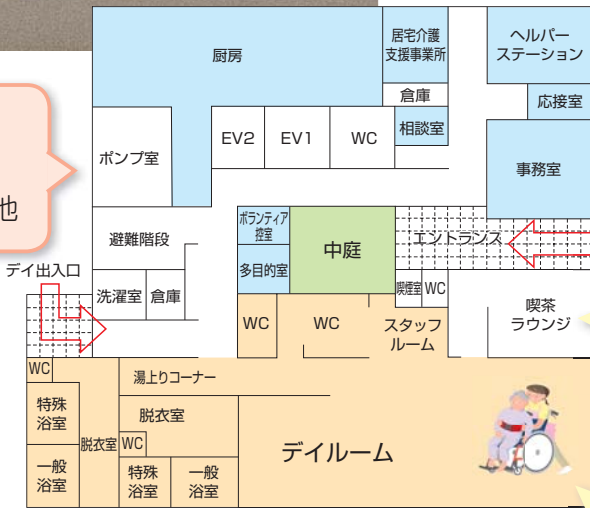 厨房
居宅介護
支援事業所
ヘルパー
ステーション
倉庫
応接室
EV2
EV1
WC
相談室
ポンプ室
事務室
他
避難階段
ボランティア
控室
中庭
エントランス
多目的室
デイ出入口
洗濯室
倉庫
喫煙室
WC
喫茶
ラウンジ
WC
WC
スタッフ
ルーム
WC
湯上りコーナー
特殊
浴室
脱衣室
脱衣室
WC
デイルーム
一般
浴室
特殊
浴室
一般
浴室